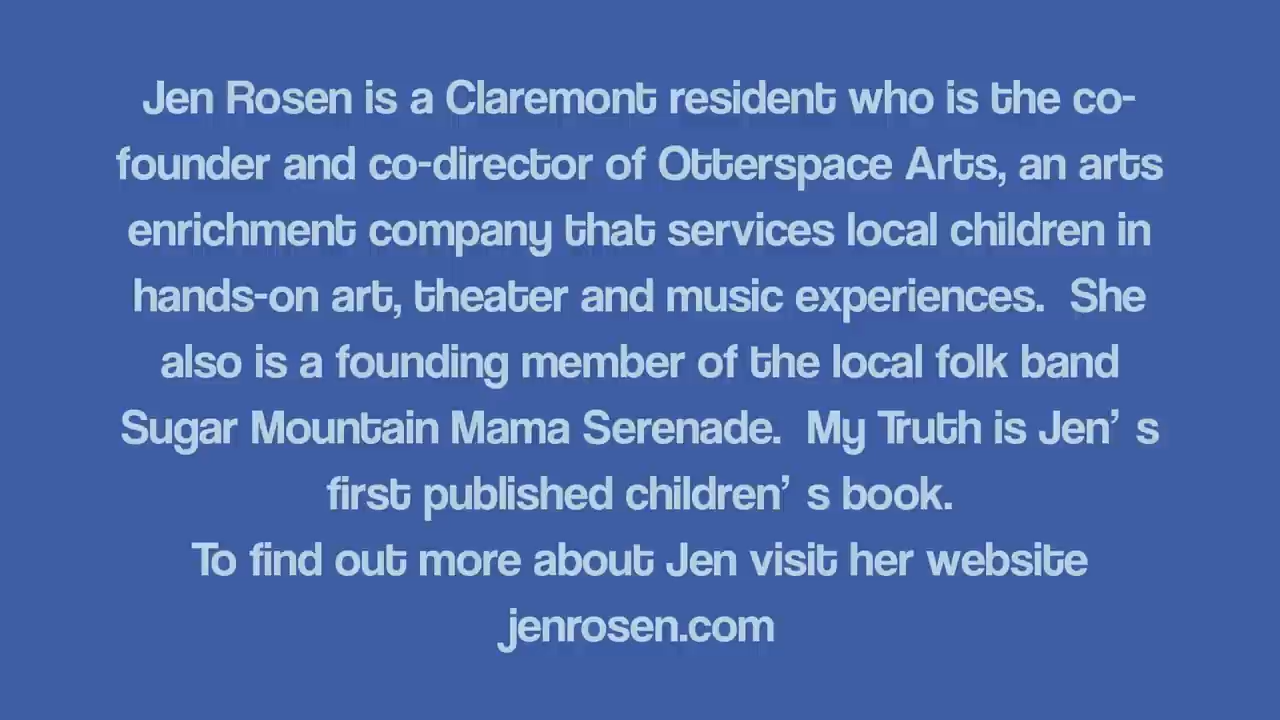 Jen Rosen is a Claremont resident who is the co-
founder and co-director of Otterspace Arts, an arts
enrichment company that services local children in
hands-on art, theater and music experiences.  She
also is a founding member of the local folk band
Sugar Mountain Mama Serenade.  My Truth is Jen’ s
first published children’ s book.
To find out more about Jen visit her website
jenrosen.com